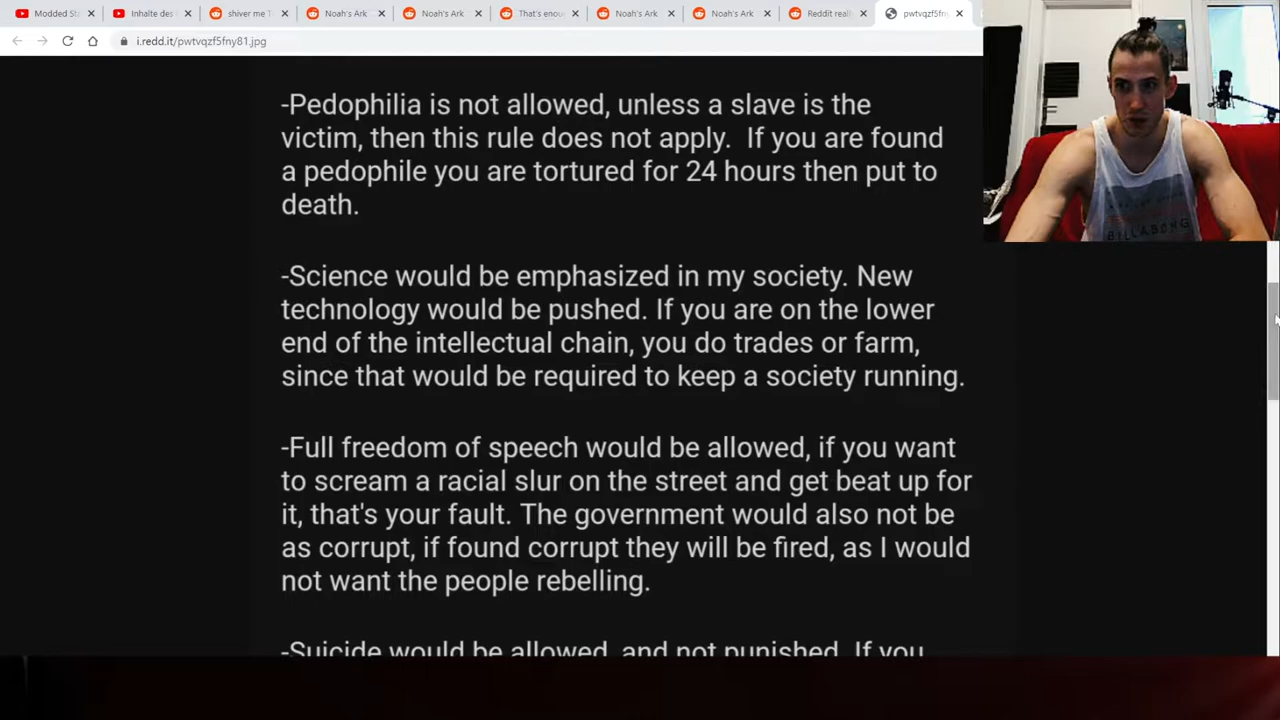 Modded Sta
Inhalte des
shiver me T
Noah's Ark
Noah's Ark
That's enou
Noah's Ark
Noah's Ark
Reddit reall
pwtvqzf5fn
i.redd.it/pwtvqzf5fny81.jpg
-Pedophilia is not allowed, unless a slave is the
victim, then this rule does not apply. If you are found
a pedophile you are tortured for 24 hours then put to
death.
-Science would be emphasized in my society. New
technology would be pushed. If you are on the lower
end of the intellectual chain, you do trades or farm,
since that would be required to keep a society running.
-Full freedom of speech would be allowed, if you want
to scream a racial slur on the street and get beat up for
it, that's your fault. The government would also not be
as corrupt, if found corrupt they will be fired, as I would
not want the people rebelling.
-Suicide would be allowed, and not punished. If you
BILLABONG